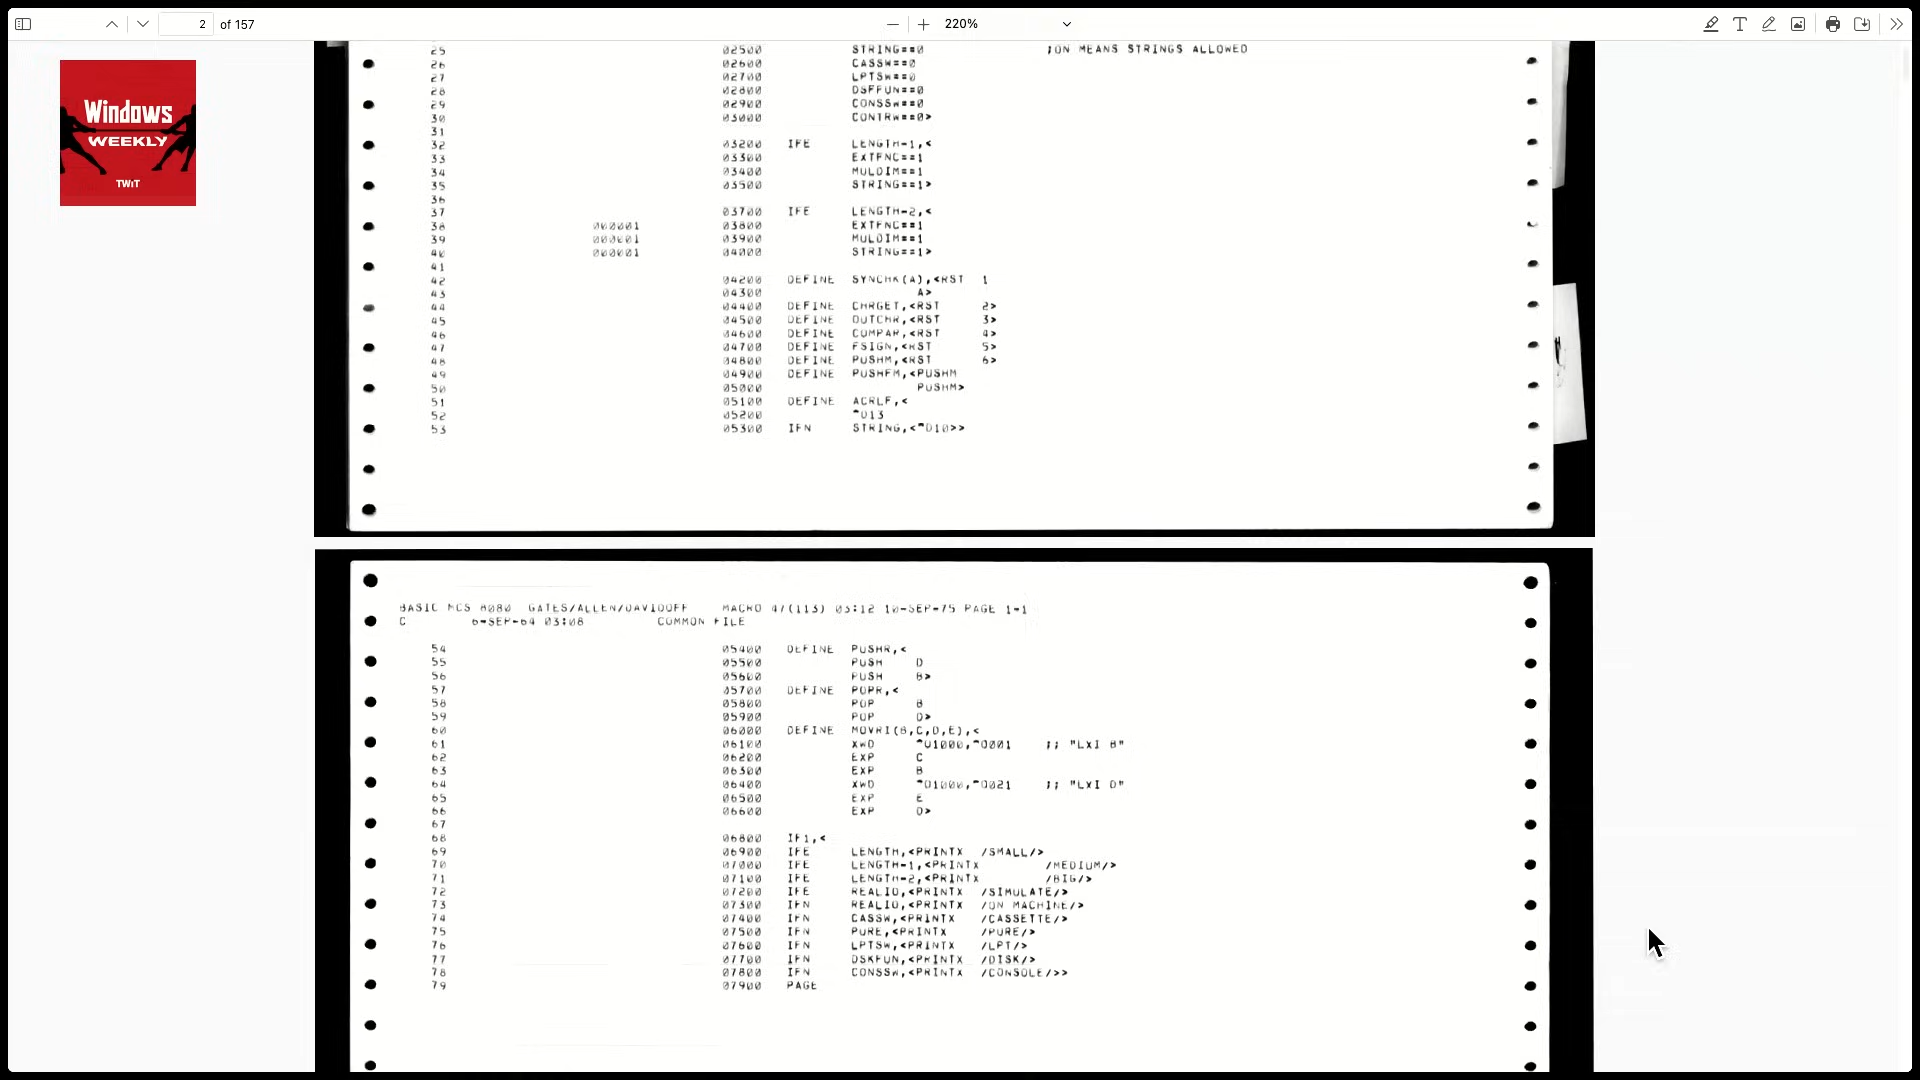 2 of 157 220%
Windows
WEEKLY
TWiT
25 02500 STRING==0 ;ON MEANS STRINGS ALLOWED
26 02600 CASSW==0
27 02700 LPTSW==0
28 02800 DSFFUN==0
29 02900 CONSSW==0
30 03000 CONTRW==0>
31
32 03200 IFE LENGTH-1,<
33 03300 EXTFNC==1
34 03400 MULDIM==1
35 03500 STRING==1>
36
37 03700 IFE LENGTH-2,<
38 000001 03800 EXTFNC==1
39 000001 03900 MULDIM==1
40 000001 04000 STRING==1>
41
42 04200 DEFINE SYNCHK(A),<RST 1
43 04300 A>
44 04400 DEFINE CHRGET,<RST 2>
45 04500 DEFINE OUTCHR,<RST 3>
46 04600 DEFINE COMPAR,<RST 4>
47 04700 DEFINE FSIGN,<RST 5>
48 04800 DEFINE PUSHM,<RST 6>
49 04900 DEFINE PUSHFM,<PUSHM
50 05000 PUSHM>
51 05100 DEFINE ACRLF,<
52 05200 ^D13
53 05300 IFN STRING,<^D10>>
BASIC MCS 8080 GATES/ALLEN/DAVIDOFF MACRO 47(113) 03:12 10-SEP-75 PAGE 1-1
C 6-SEP-64 03:08 COMMON FILE
54 05400 DEFINE PUSHR,<
55 05500 PUSH D
56 05600 PUSH B>
57 05700 DEFINE POPR,<
58 05800 POP B
59 05900 POP D>
60 06000 DEFINE MOVRI(B,C,D,E),<
61 06100 XWD ^O1000,^O001 ;; "LXI B"
62 06200 EXP C
63 06300 EXP B
64 06400 XWD ^O1000,^O021 ;; "LXI D"
65 06500 EXP E
66 06600 EXP D>
67
68 06800 IF1,<
69 06900 IFE LENGTH,<PRINTX /SMALL/>
70 07000 IFE LENGTH-1,<PRINTX /MEDIUM/>
71 07100 IFE LENGTH-2,<PRINTX /BIG/>
72 07200 IFE REALIO,<PRINTX /SIMULATE/>
73 07300 IFN REALIO,<PRINTX /ON MACHINE/>
74 07400 IFN CASSW,<PRINTX /CASSETTE/>
75 07500 IFN PURE,<PRINTX /PURE/>
76 07600 IFN LPTSW,<PRINTX /LPT/>
77 07700 IFN DSKFUN,<PRINTX /DISK/>
78 07800 IFN CONSSW,<PRINTX /CONSOLE/>>
79 07900 PAGE